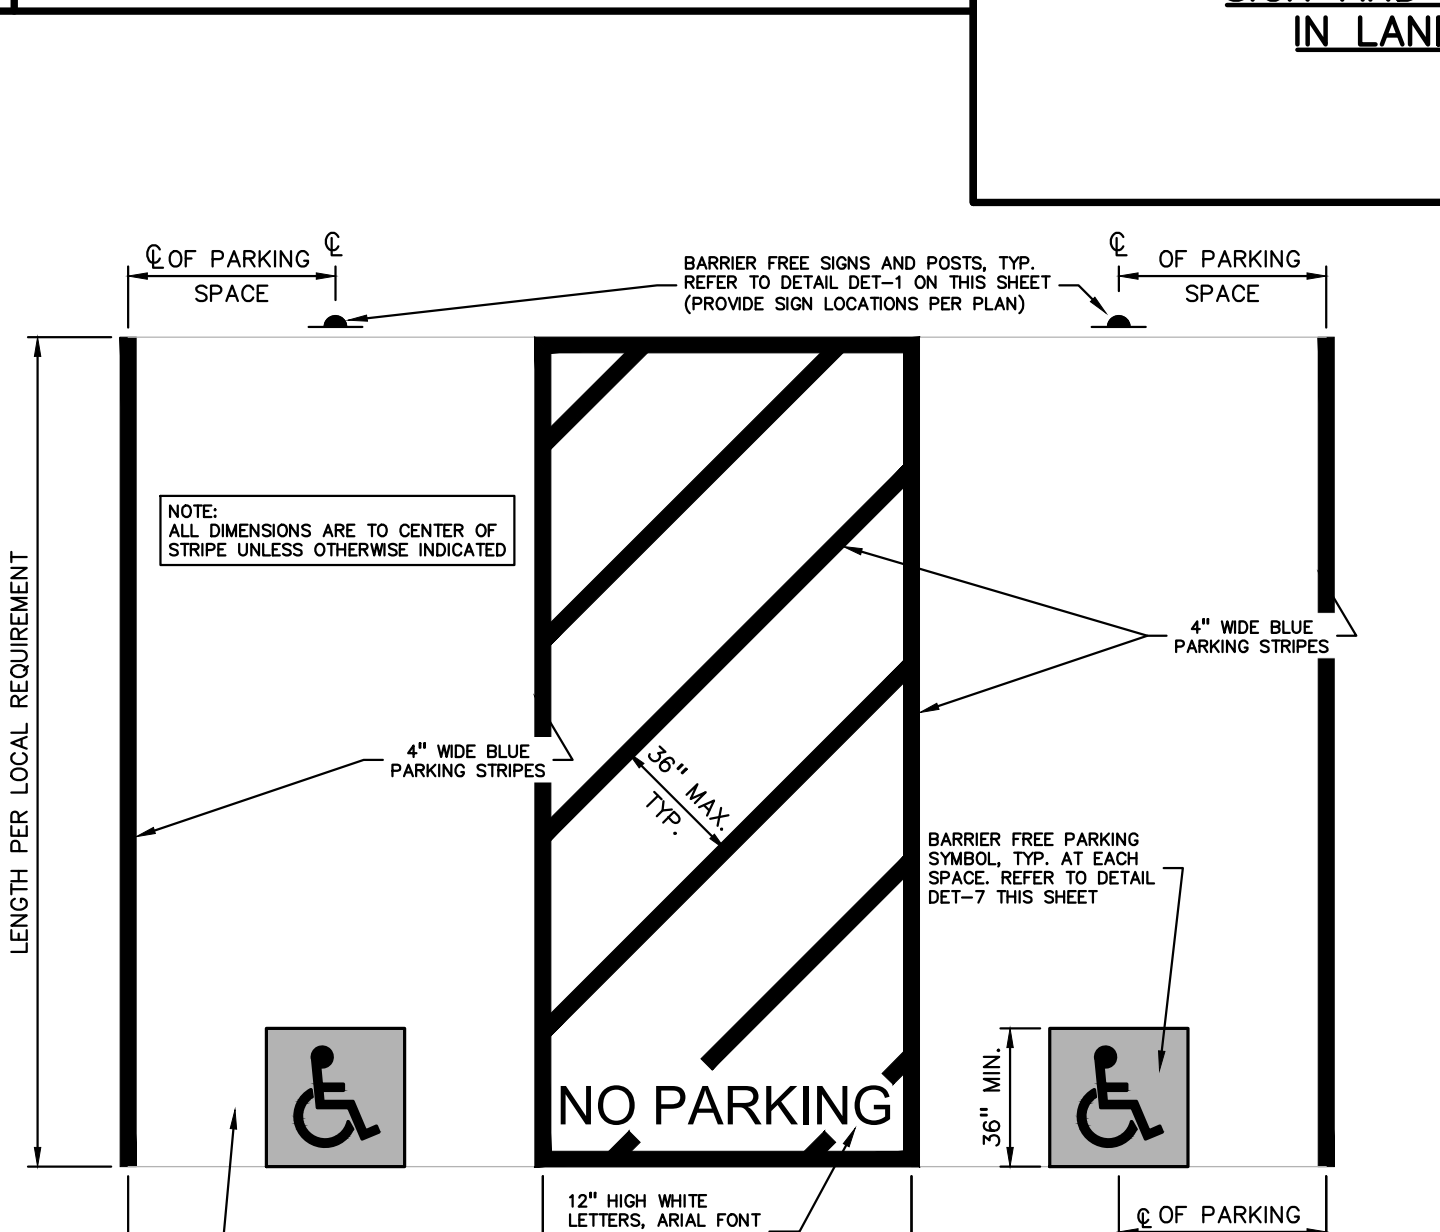 IN LAN
℄ OF PARKING
SPACE
℄
BARRIER FREE SIGNS AND POSTS, TYP.
REFER TO DETAIL DET-1 ON THIS SHEET
(PROVIDE SIGN LOCATIONS PER PLAN)
℄
OF PARKING
SPACE
NOTE:
ALL DIMENSIONS ARE TO CENTER OF
STRIPE UNLESS OTHERWISE INDICATED
LENGTH PER LOCAL REQUIREMENT
4" WIDE BLUE
PARKING STRIPES
4" WIDE BLUE
PARKING STRIPES
36" MAX.
TYP.
BARRIER FREE PARKING
SYMBOL, TYP. AT EACH
SPACE. REFER TO DETAIL
DET-7 THIS SHEET
36" MIN.
NO PARKING
12" HIGH WHITE
LETTERS, ARIAL FONT
℄ OF PARKING